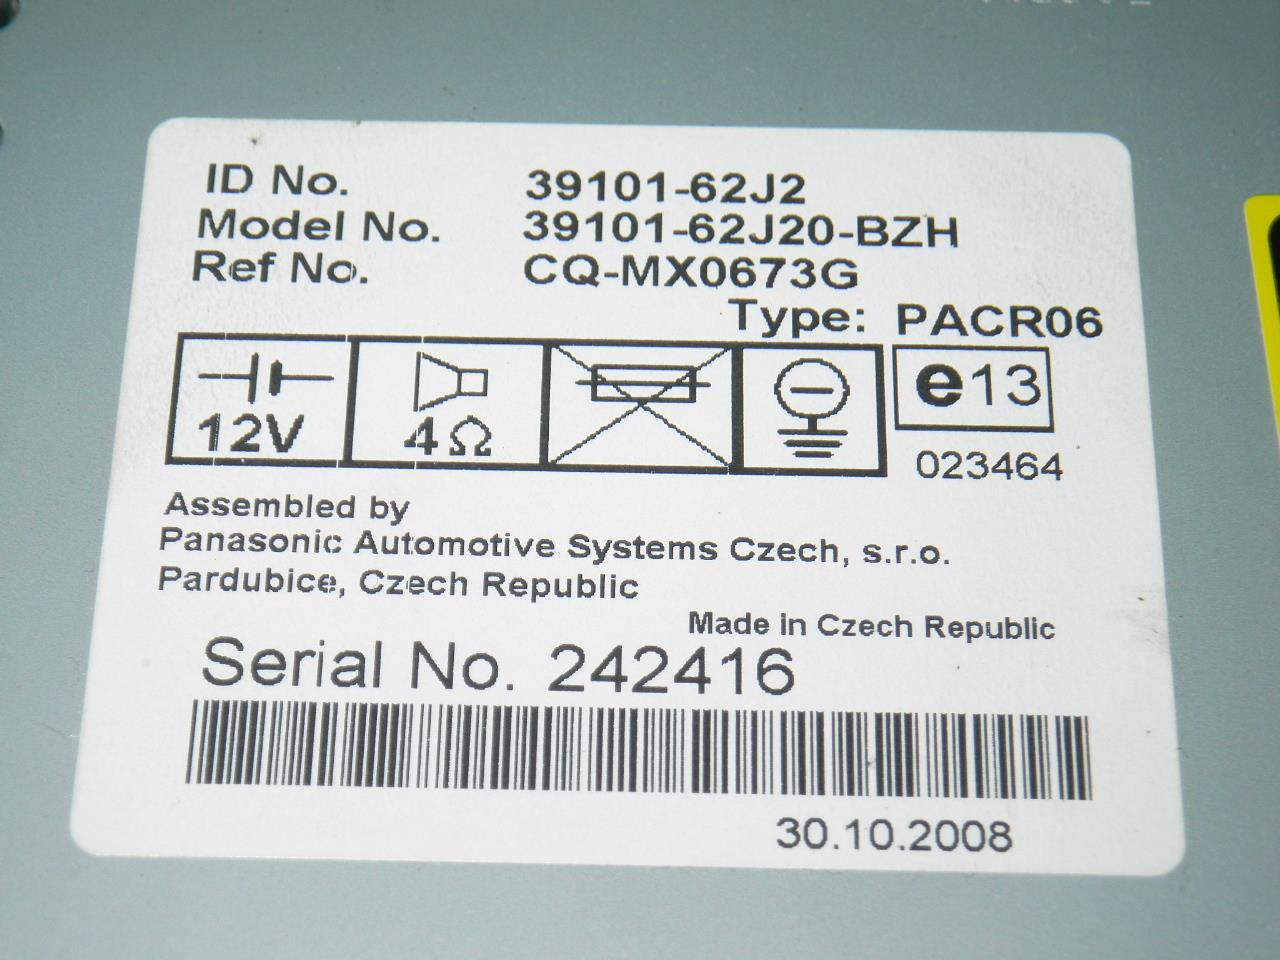 ID No. 39101-62J2
Model No. 39101-62J20-BZH
Ref No. CQ-MX0673G
Type: PACR06
12V 4Ω e13
023464
Assembled by
Panasonic Automotive Systems Czech, s.r.o.
Pardubice, Czech Republic
Made in Czech Republic
Serial No. 242416
30.10.2008